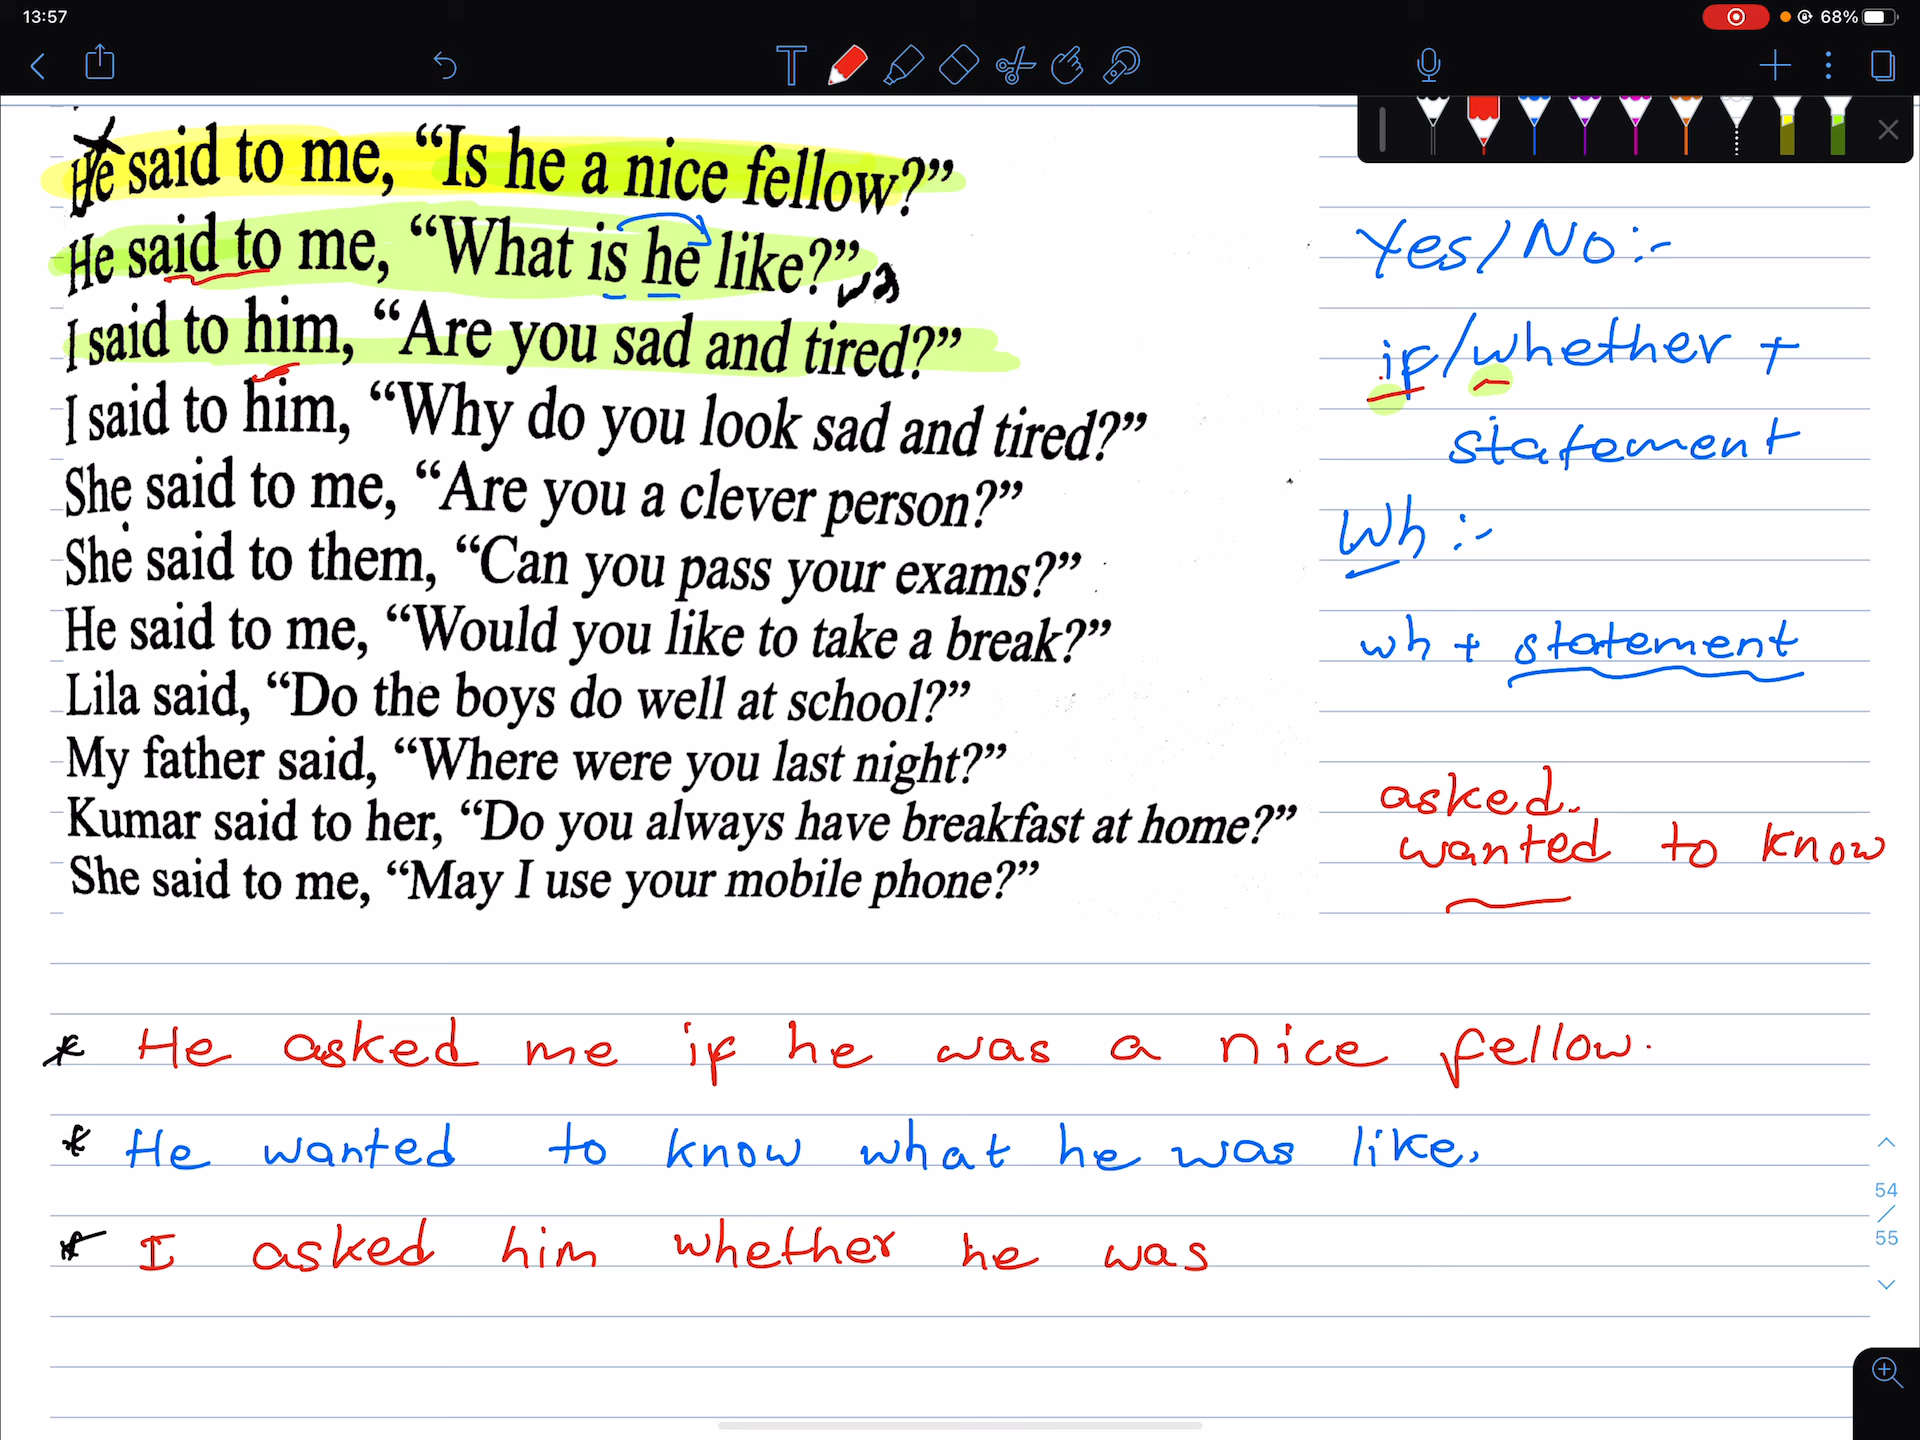 13:57
68%
He said to me, “Is he a nice fellow?”
He said to me, “What is he like?”
I said to him, “Are you sad and tired?”
I said to him, “Why do you look sad and tired?”
She said to me, “Are you a clever person?”
She said to them, “Can you pass your exams?”
He said to me, “Would you like to take a break?”
Lila said, “Do the boys do well at school?”
My father said, “Where were you last night?”
Kumar said to her, “Do you always have breakfast at home?”
She said to me, “May I use your mobile phone?”
Yes/No:-
if/whether +
statement
Wh :-
wh + statement
asked.
wanted to know
* He asked me if he was a nice fellow.
* He wanted to know what he was like.
* I asked him whether he was
54
/
55